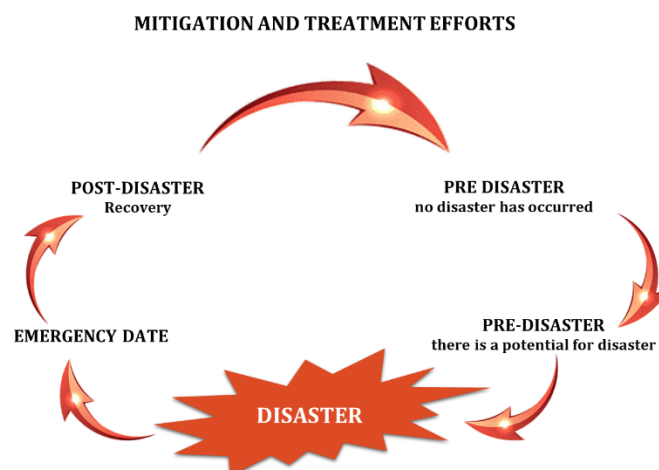 MITIGATION AND TREATMENT EFFORTS
POST-DISASTER
Recovery
PRE DISASTER
no disaster has occurred
EMERGENCY DATE
PRE-DISASTER
there is a potential for disaster
DISASTER